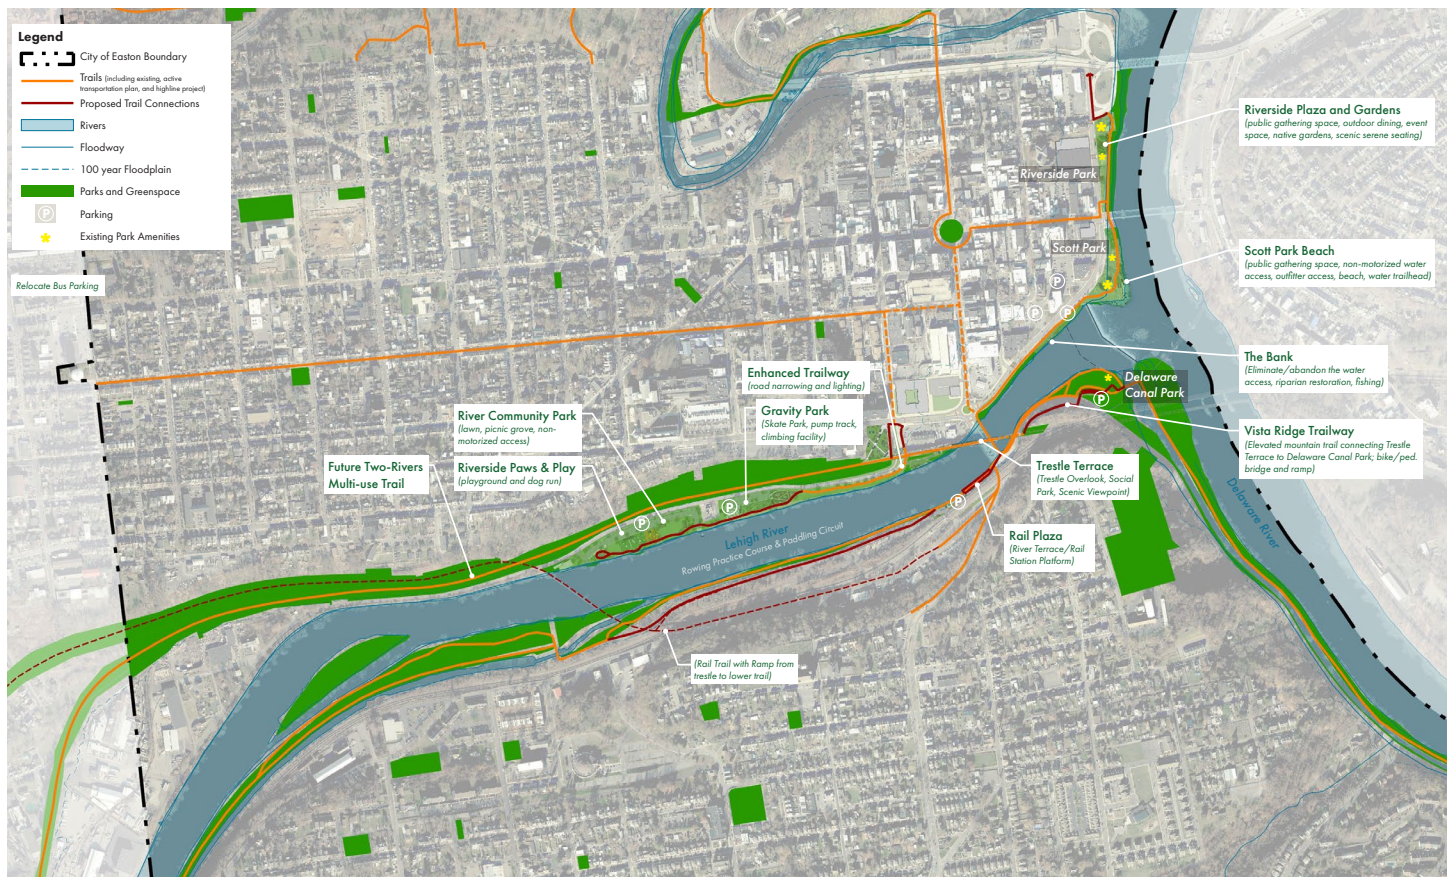 Legend
City of Easton Boundary
Trails (including existing, active
transportation plan, and highline project)
Proposed Trail Connections
Rivers
Floodway
100 year Floodplain
Parks and Greenspace
P
Parking
Existing Park Amenities
Relocate Bus Parking
Riverside Plaza and Gardens
(public gathering space, outdoor dining, event
space, native gardens, scenic serene seating)
Riverside Park
Scott Park
Scott Park Beach
(public gathering space, non-motorized water
access, outfitter access, beach, water trailhead)
P
P
P
The Bank
(Eliminate/abandon the water
access, riparian restoration, fishing)
Delaware
Canal Park
P
Enhanced Trailway
(road narrowing and lighting)
Gravity Park
(Skate Park, pump track,
climbing facility)
River Community Park
(lawn, picnic grove, non-
motorized access)
Vista Ridge Trailway
(Elevated mountain trail connecting Trestle
Terrace to Delaware Canal Park; bike/ped.
bridge and ramp)
Future Two-Rivers
Multi-use Trail
Riverside Paws & Play
(playground and dog run)
Trestle Terrace
(Trestle Overlook, Social
Park, Scenic Viewpoint)
P
P
P
Delaware River
Lehigh River
Rowing Practice Course & Paddling Circuit
Rail Plaza
(River Terrace/Rail
Station Platform)
(Rail Trail with Ramp from
trestle to lower trail)